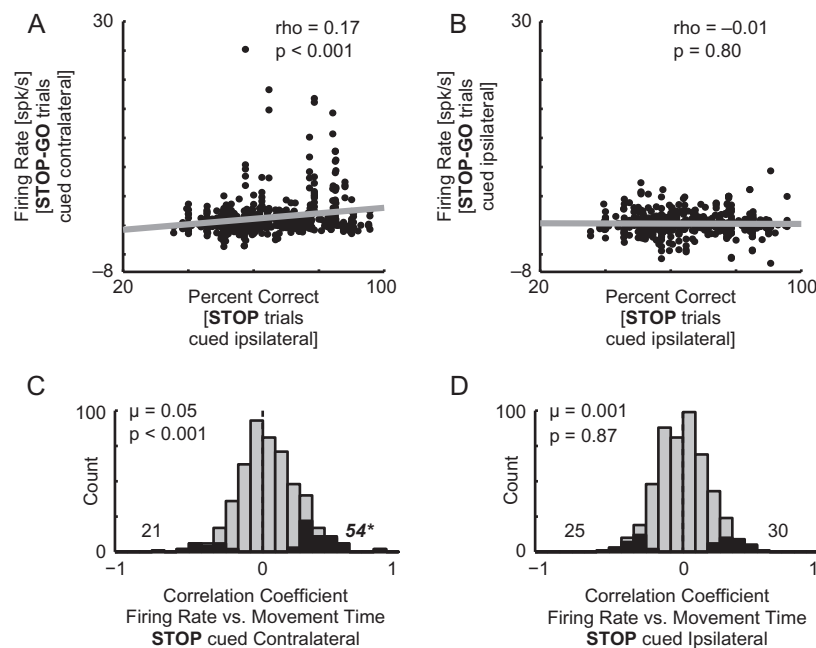 A
30
rho = 0.17
p < 0.001
Firing Rate [spk/s]
[STOP-GO trials
cued contralateral]
–8
20
100
Percent Correct
[STOP trials
cued ipsilateral]
B
30
rho = –0.01
p = 0.80
Firing Rate [spk/s]
[STOP-GO trials
cued ipsilateral]
–8
20
100
Percent Correct
[STOP trials
cued ipsilateral]
C
100
μ = 0.05
p < 0.001
Count
21
54*
0
–1
0
1
Correlation Coefficient
Firing Rate vs. Movement Time
STOP cued Contralateral
D
100
μ = 0.001
p = 0.87
Count
25
30
0
–1
0
1
Correlation Coefficient
Firing Rate vs. Movement Time
STOP cued Ipsilateral